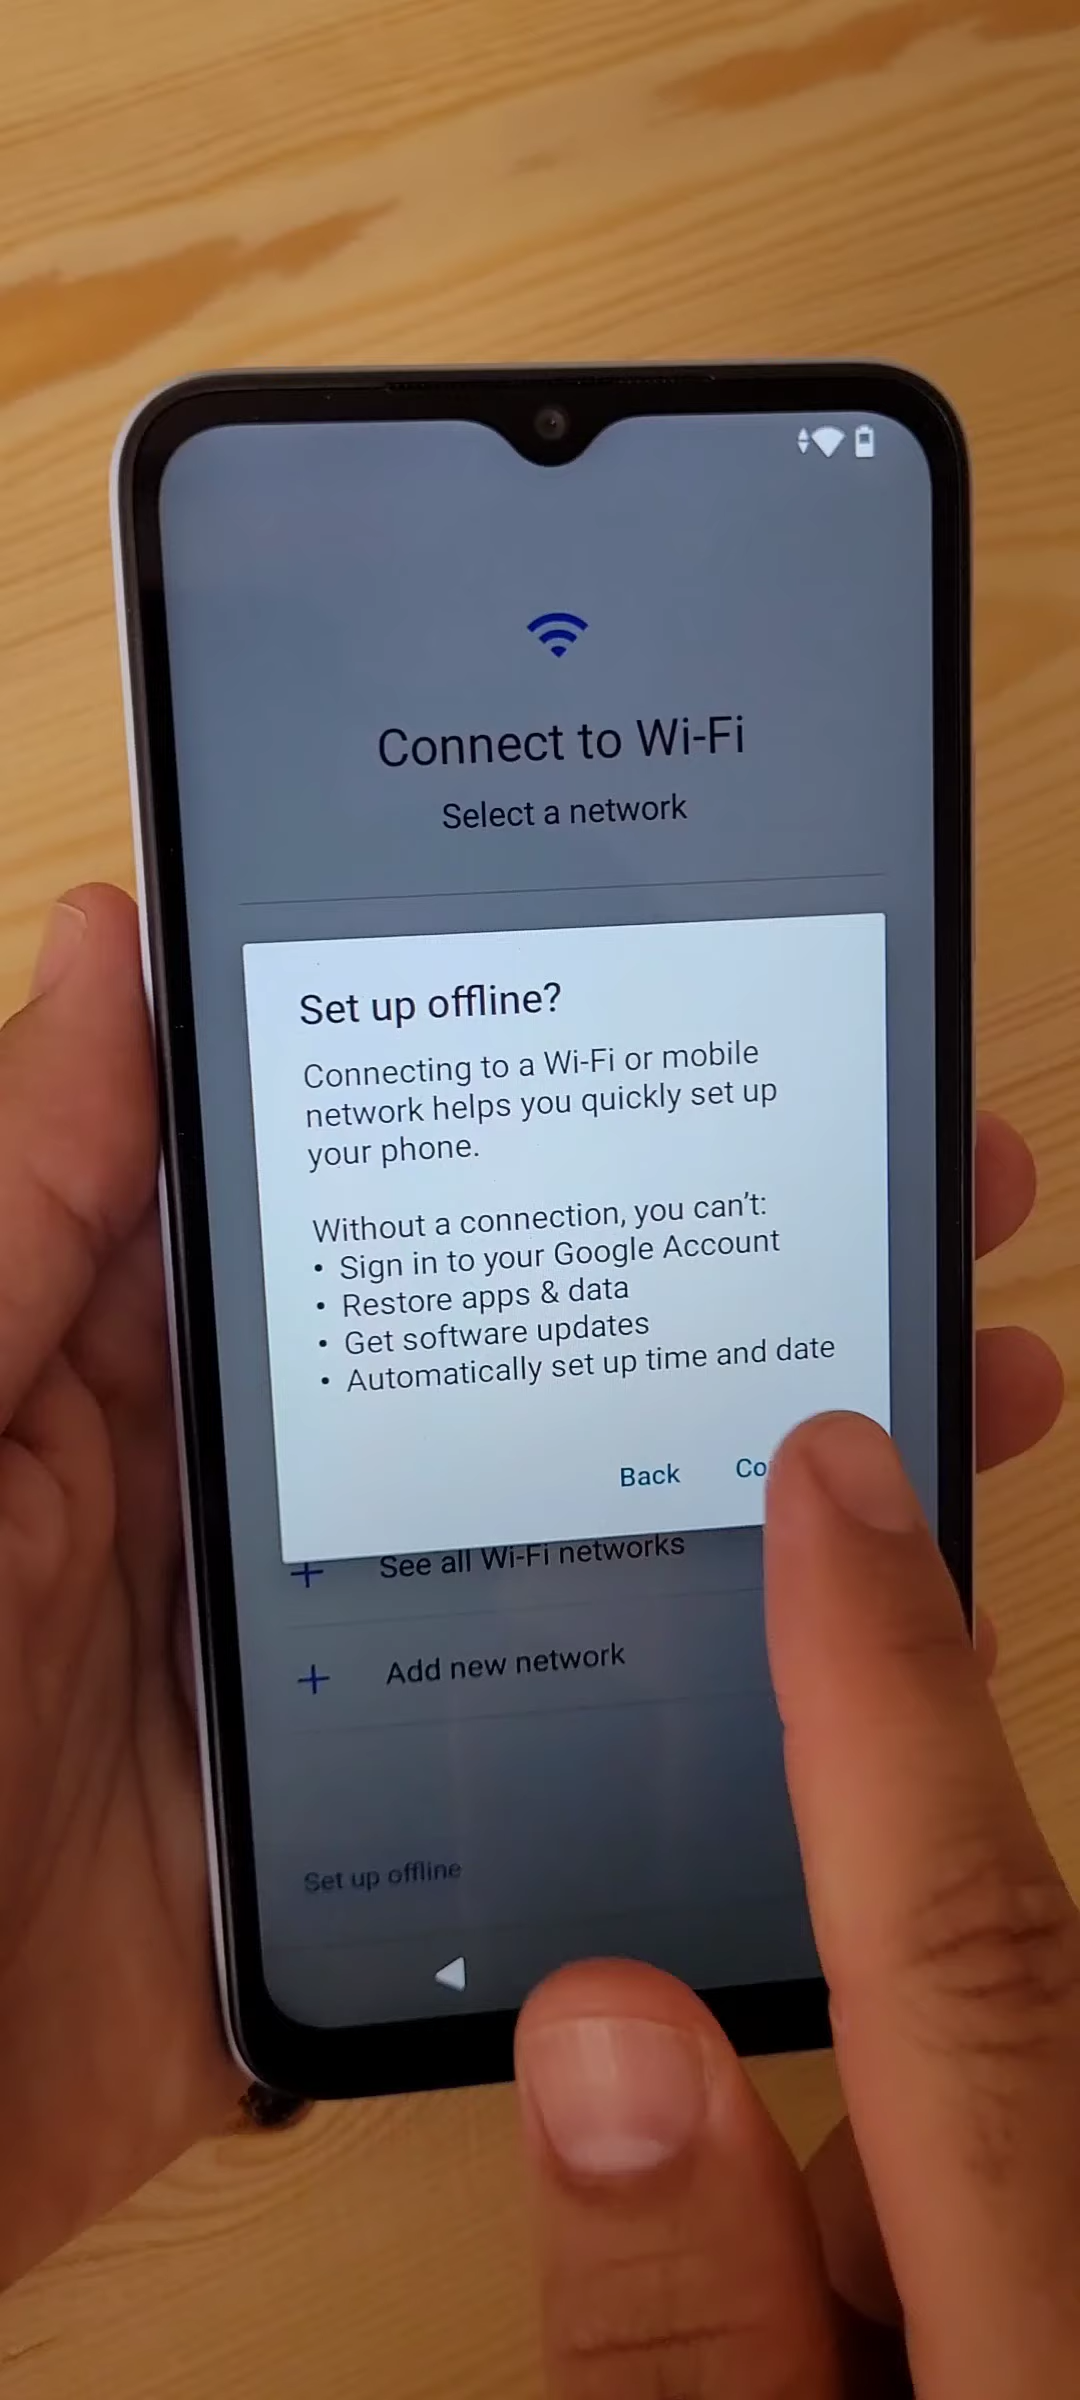 Connect to Wi-Fi
Select a network
Set up offline?
Connecting to a Wi-Fi or mobile
network helps you quickly set up
your phone.
Without a connection, you can't:
• Sign in to your Google Account
• Restore apps & data
• Get software updates
• Automatically set up time and date
Back
+ See all Wi-Fi networks
+ Add new network
Set up offline